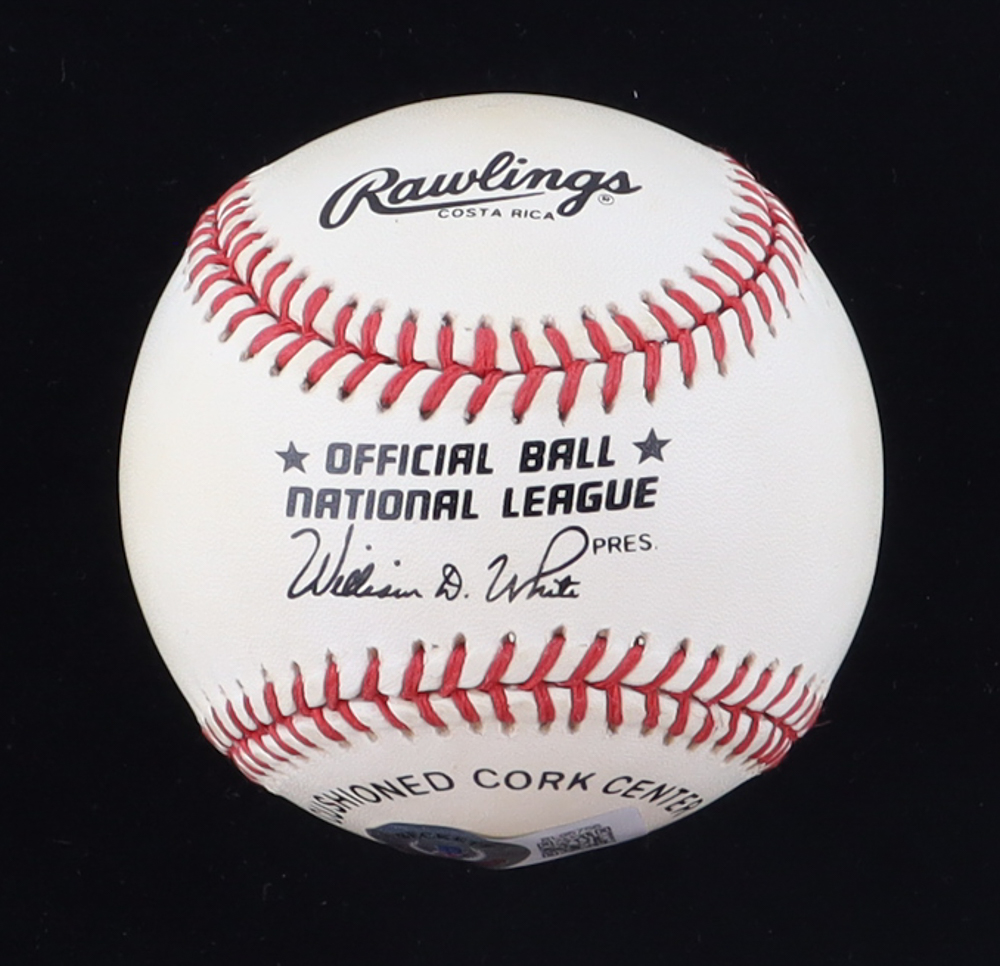 Rawlings ®
COSTA RICA
★ OFFICIAL BALL ★
NATIONAL LEAGUE
William D. White PRES.
CUSHIONED CORK CENTER